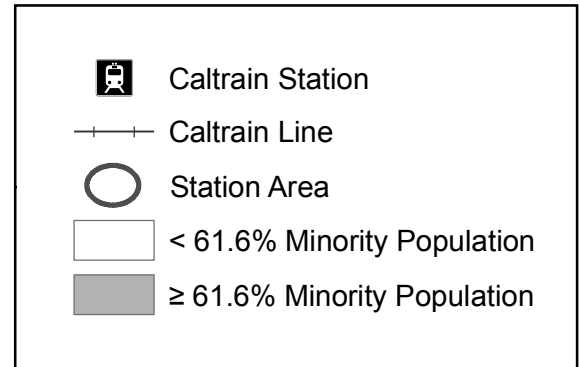 Caltrain Station
Caltrain Line
Station Area
< 61.6% Minority Population
≥ 61.6% Minority Population